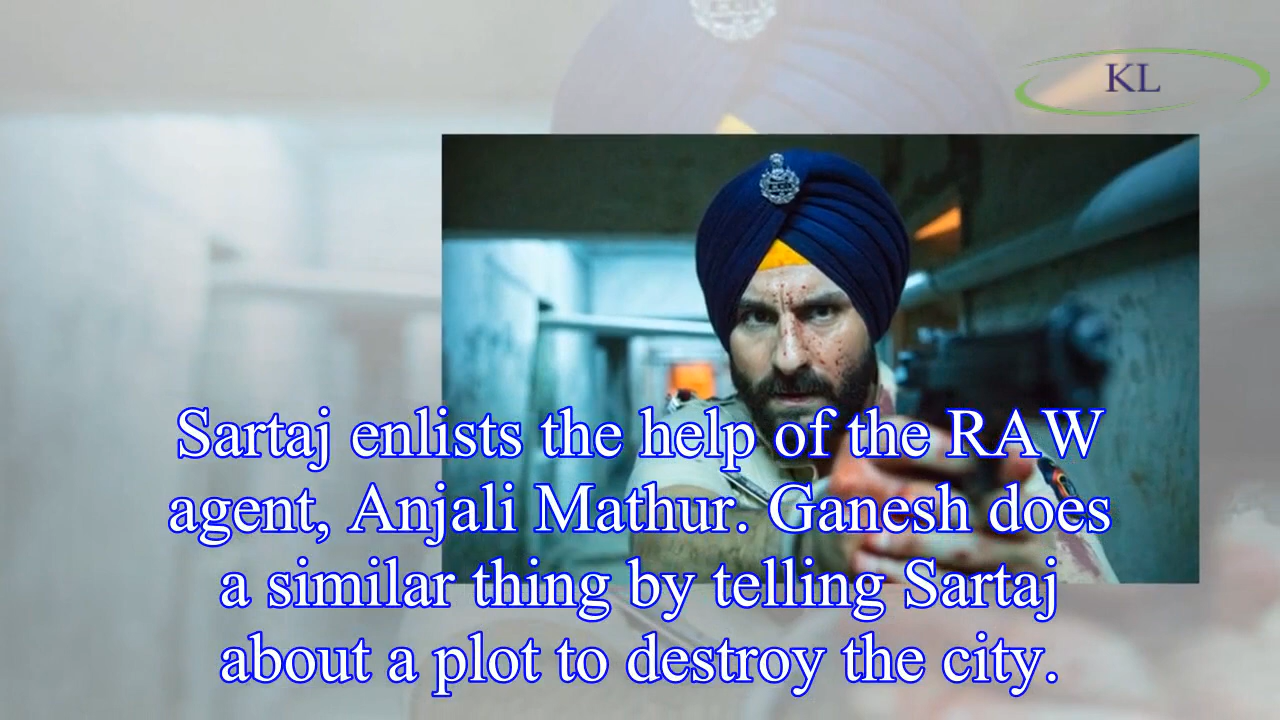 KL
Sartaj enlists the help of the RAW
agent, Anjali Mathur. Ganesh does
a similar thing by telling Sartaj
about a plot to destroy the city.